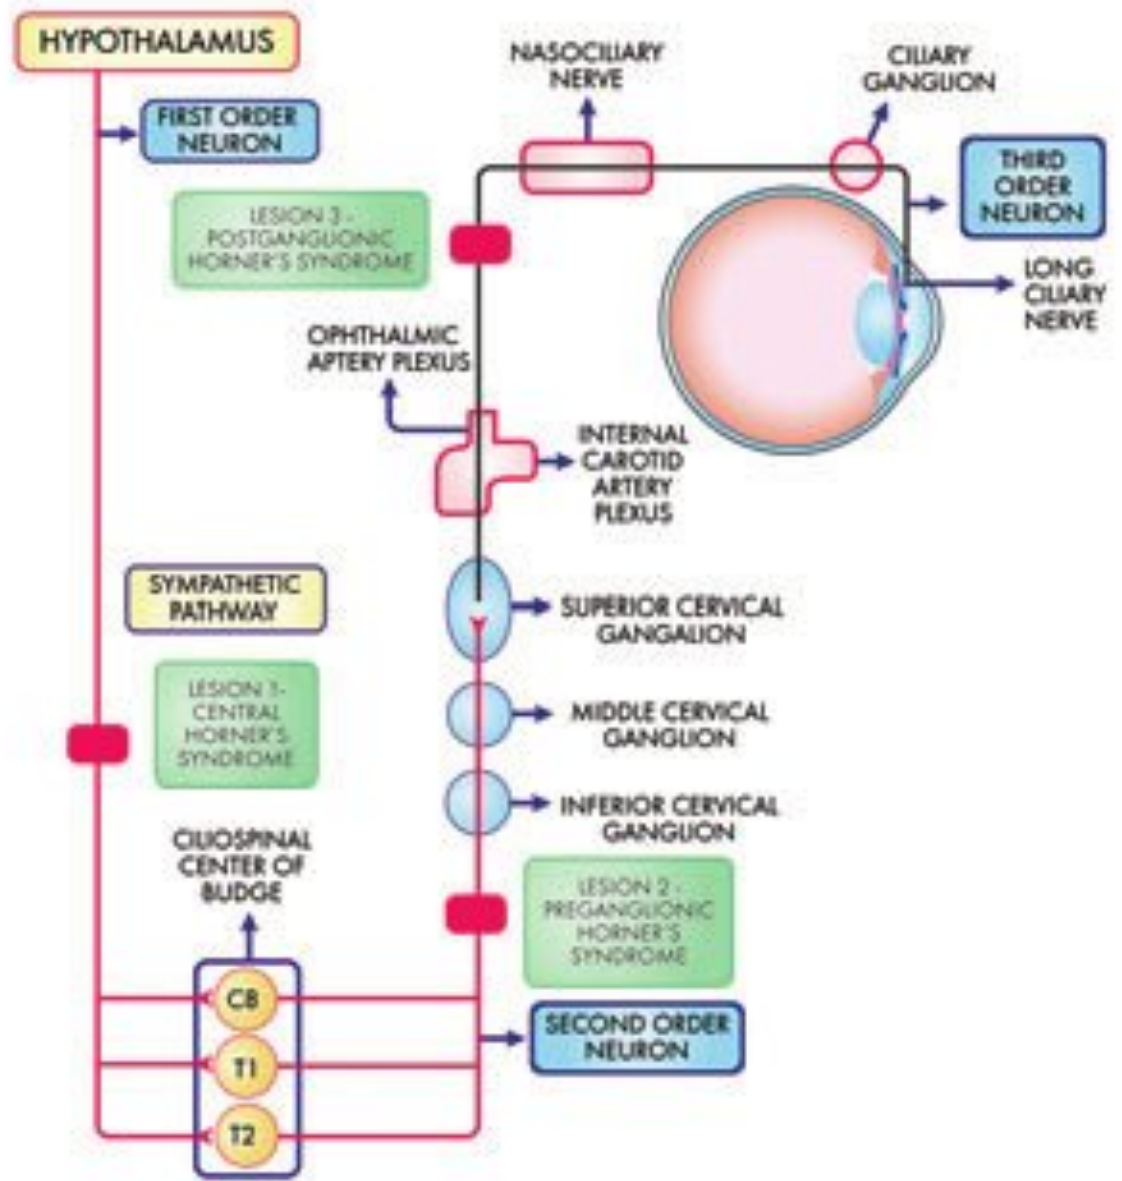 HYPOTHALAMUS
FIRST ORDER
NEURON
NASOCILIARY
NERVE
CILIARY
GANGLION
THIRD
ORDER
NEURON
LESION 3 -
POSTGANGLIONIC
HORNER'S SYNDROME
LONG
CILIARY
NERVE
OPHTHALMIC
APTERY PLEXUS
INTERNAL
CAROTID
ARTERY
PLEXUS
SYMPATHETIC
PATHWAY
SUPERIOR CERVICAL
GANGALION
LESION 1-
CENTRAL
HORNER'S
SYNDROME
MIDDLE CERVICAL
GANGLION
INFERIOR CERVICAL
GANGLION
CILIOSPINAL
CENTER OF
BUDGE
LESION 2 -
PREGANGLIONIC
HORNER'S
SYNDROME
C8
T1
T2
SECOND ORDER
NEURON